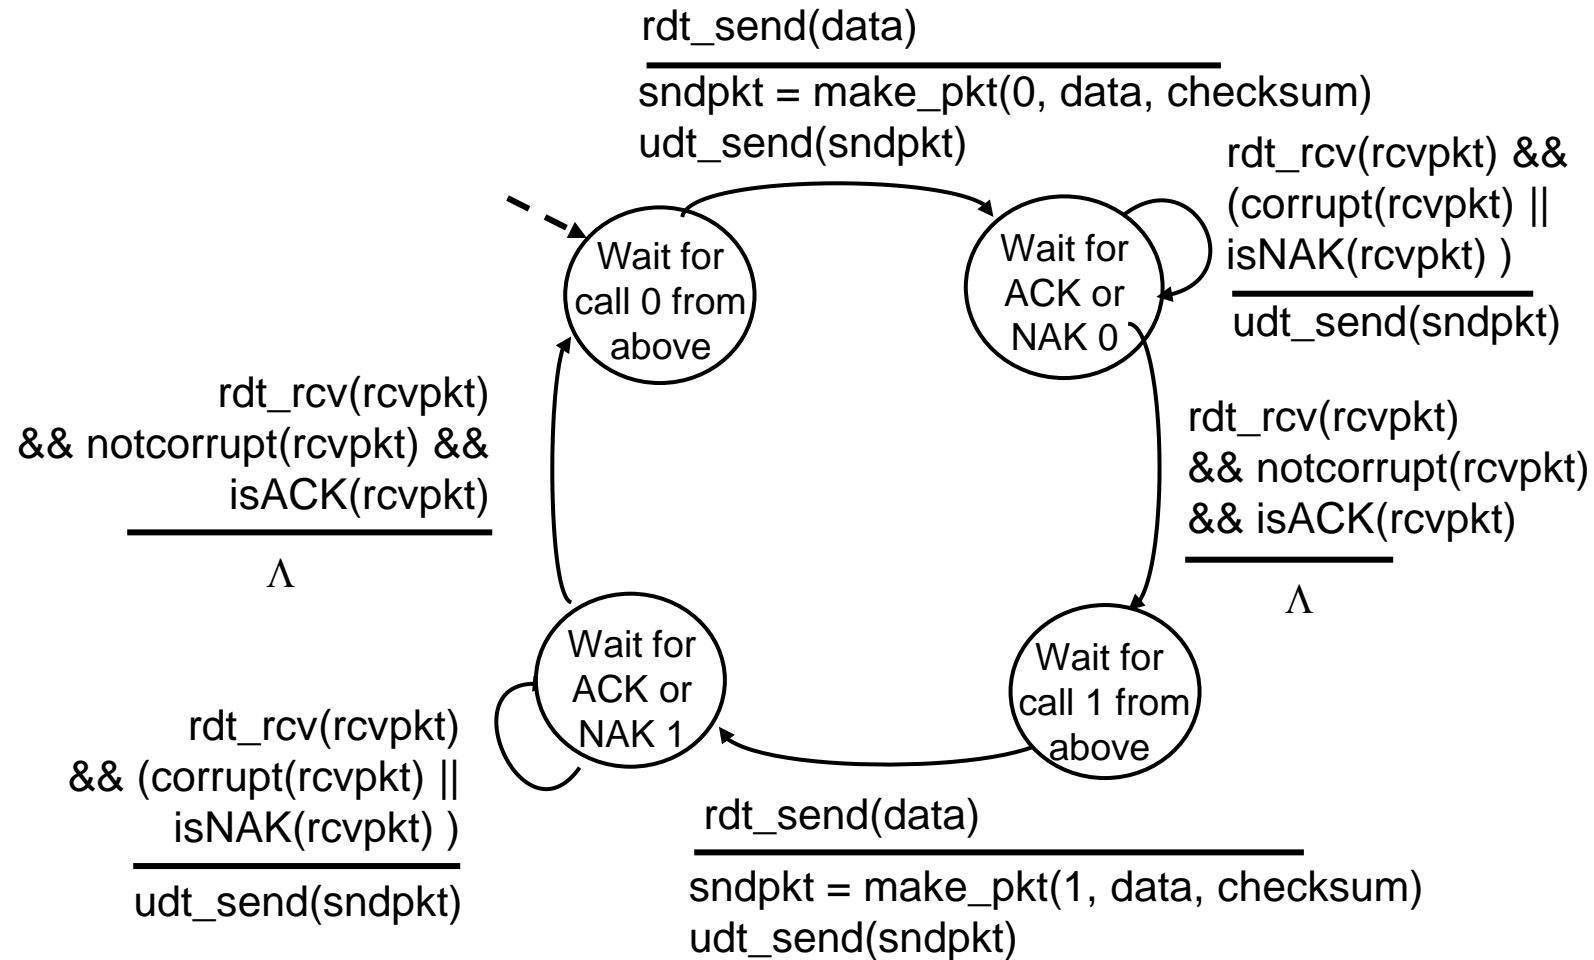 rdt_send(data)
sndpkt = make_pkt(0, data, checksum)
udt_send(sndpkt)
rdt_rcv(rcvpkt) &&
(corrupt(rcvpkt) ||
isNAK(rcvpkt) )
udt_send(sndpkt)
Wait for
call 0 from
above
Wait for
ACK or
NAK 0
rdt_rcv(rcvpkt)
&& notcorrupt(rcvpkt) &&
isACK(rcvpkt)
Λ
rdt_rcv(rcvpkt)
&& notcorrupt(rcvpkt)
&& isACK(rcvpkt)
Λ
Wait for
ACK or
NAK 1
Wait for
call 1 from
above
rdt_rcv(rcvpkt)
&& (corrupt(rcvpkt) ||
isNAK(rcvpkt) )
udt_send(sndpkt)
rdt_send(data)
sndpkt = make_pkt(1, data, checksum)
udt_send(sndpkt)